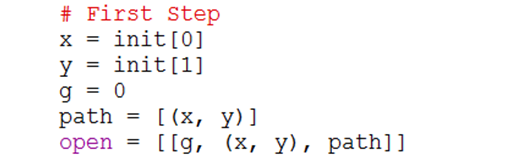 # First Step
x = init[0]
y = init[1]
g = 0
path = [(x, y)]
open = [[g, (x, y), path]]